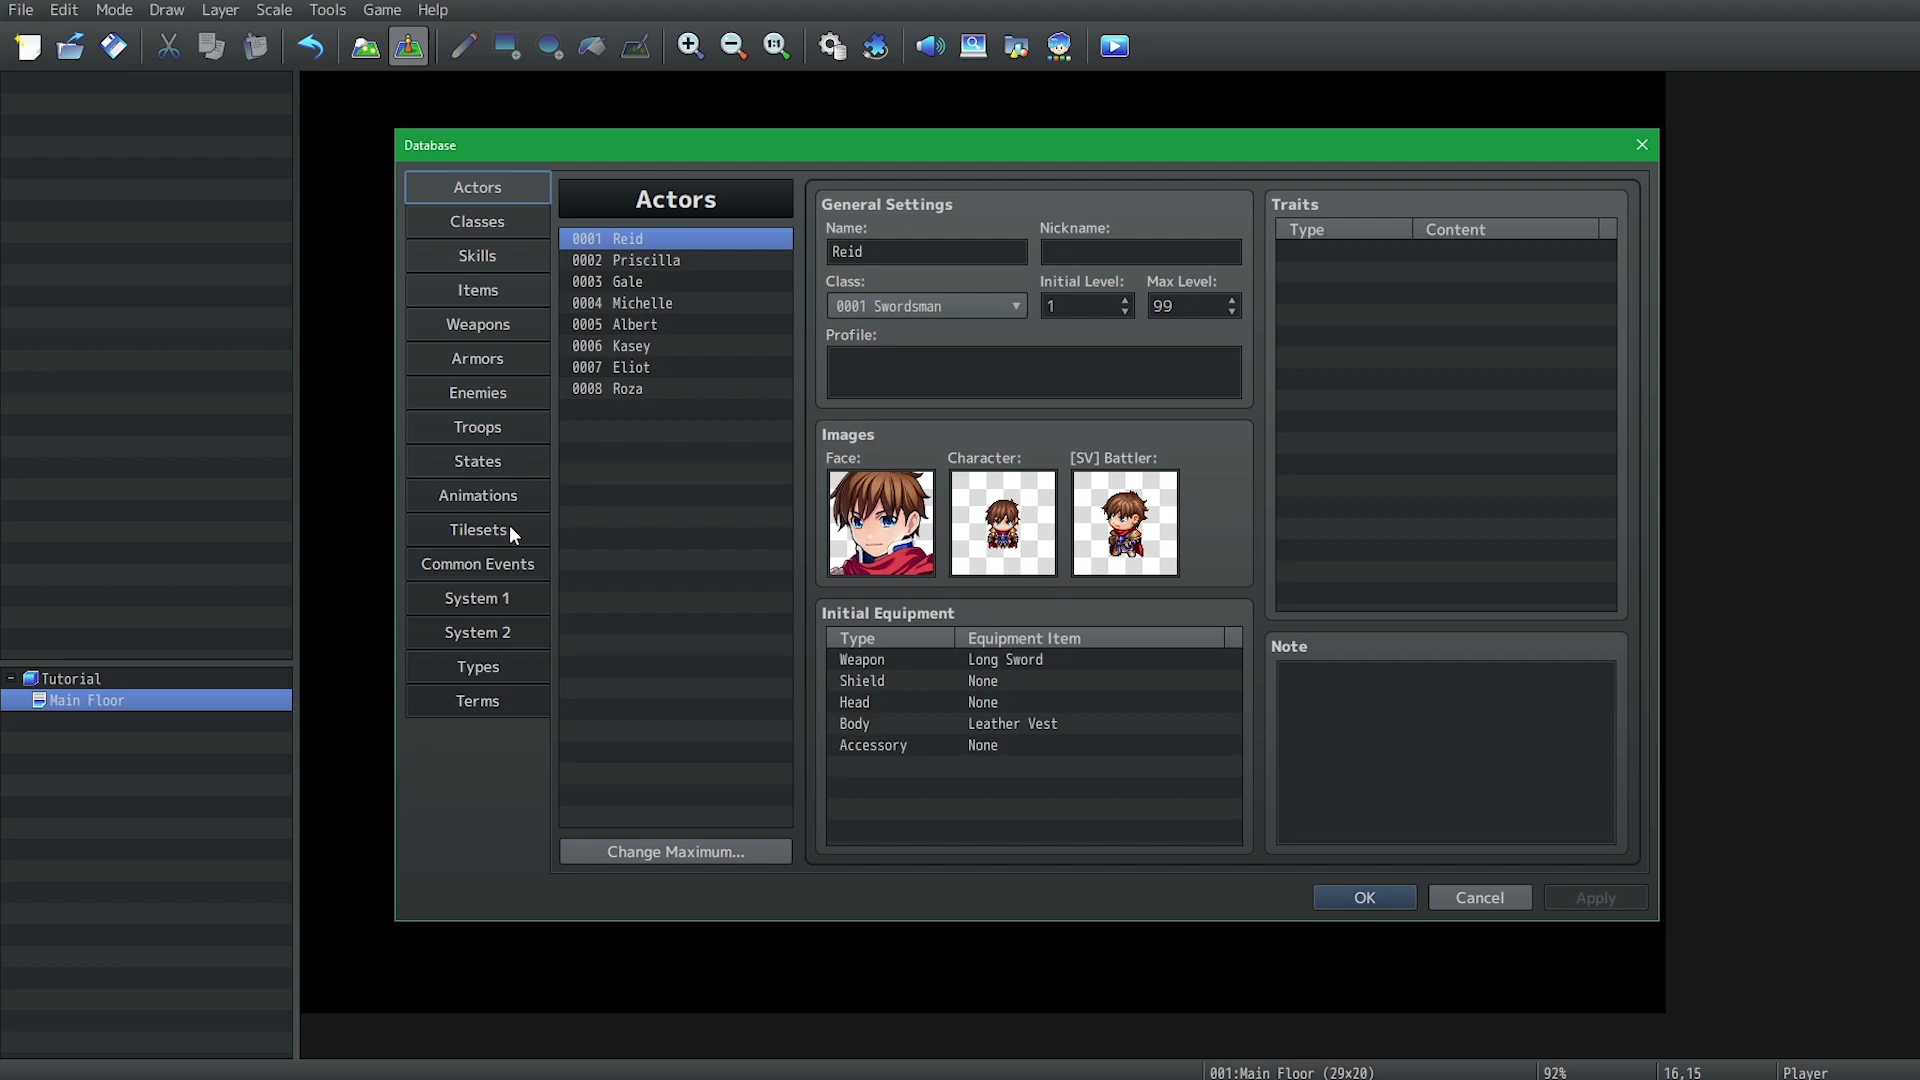 File Edit Mode Draw Layer Scale Tools Game Help
1:1
Database
Actors
Classes
Skills
Items
Weapons
Armors
Enemies
Troops
States
Animations
Tilesets
Common Events
System 1
System 2
Types
Terms
Actors
0001 Reid
0002 Priscilla
0003 Gale
0004 Michelle
0005 Albert
0006 Kasey
0007 Eliot
0008 Roza
Change Maximum...
General Settings
Name: Nickname:
Reid
Class: Initial Level: Max Level:
0001 Swordsman 1 99
Profile:
Images
Face: Character: [SV] Battler:
Initial Equipment
Type Equipment Item
Weapon Long Sword
Shield None
Head None
Body Leather Vest
Accessory None
Traits
Type Content
Note
OK Cancel Apply
Tutorial
Main Floor
001:Main Floor (29x20) 92% 16,15 Player